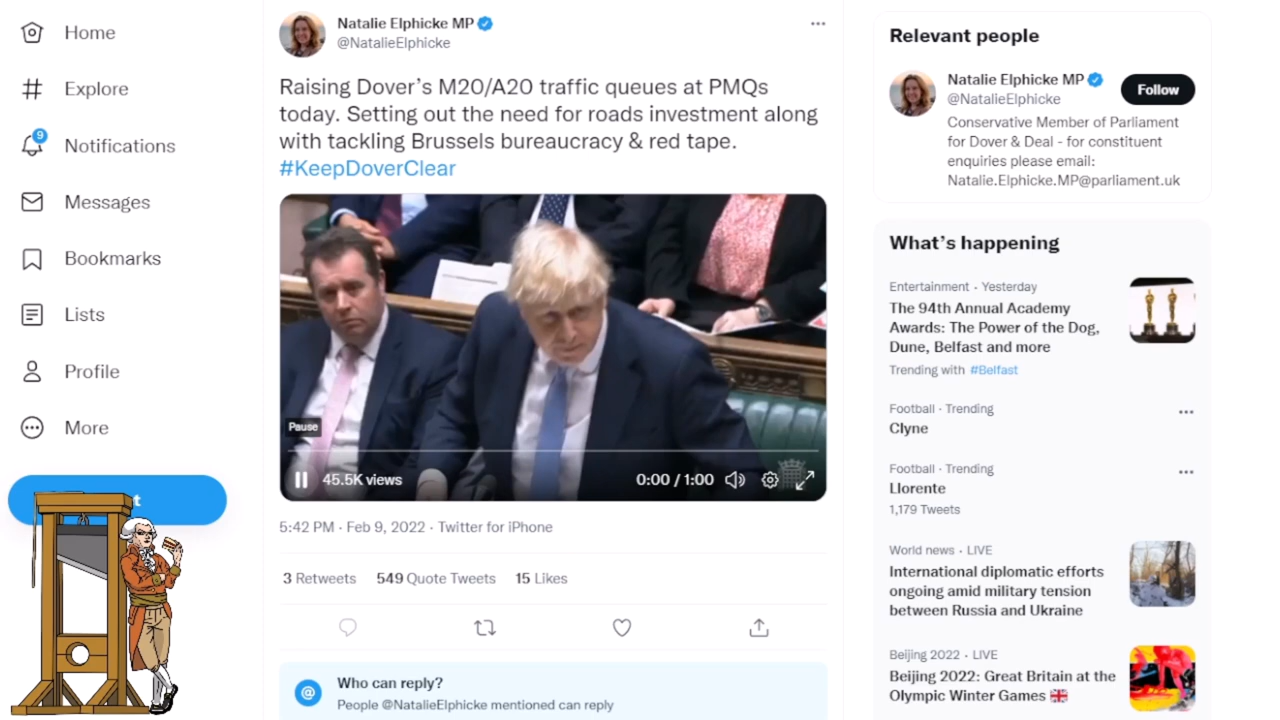 Home
Explore
9
Notifications
Messages
Bookmarks
Lists
Profile
More
t
Natalie Elphicke MP
@NatalieElphicke
Raising Dover's M20/A20 traffic queues at PMQs
today. Setting out the need for roads investment along
with tackling Brussels bureaucracy & red tape.
#KeepDoverClear
Pause
45.5K views
0:00 / 1:00
5:42 PM · Feb 9, 2022 · Twitter for iPhone
3 Retweets 549 Quote Tweets 15 Likes
@
Who can reply?
People @NatalieElphicke mentioned can reply
Relevant people
Natalie Elphicke MP
@NatalieElphicke
Follow
Conservative Member of Parliament
for Dover & Deal - for constituent
enquiries please email:
Natalie.Elphicke.MP@parliament.uk
What's happening
Entertainment · Yesterday
The 94th Annual Academy
Awards: The Power of the Dog,
Dune, Belfast and more
Trending with #Belfast
Football · Trending
Clyne
Football · Trending
Llorente
1,179 Tweets
World news · LIVE
International diplomatic efforts
ongoing amid military tension
between Russia and Ukraine
Beijing 2022 · LIVE
Beijing 2022: Great Britain at the
Olympic Winter Games 🇬🇧